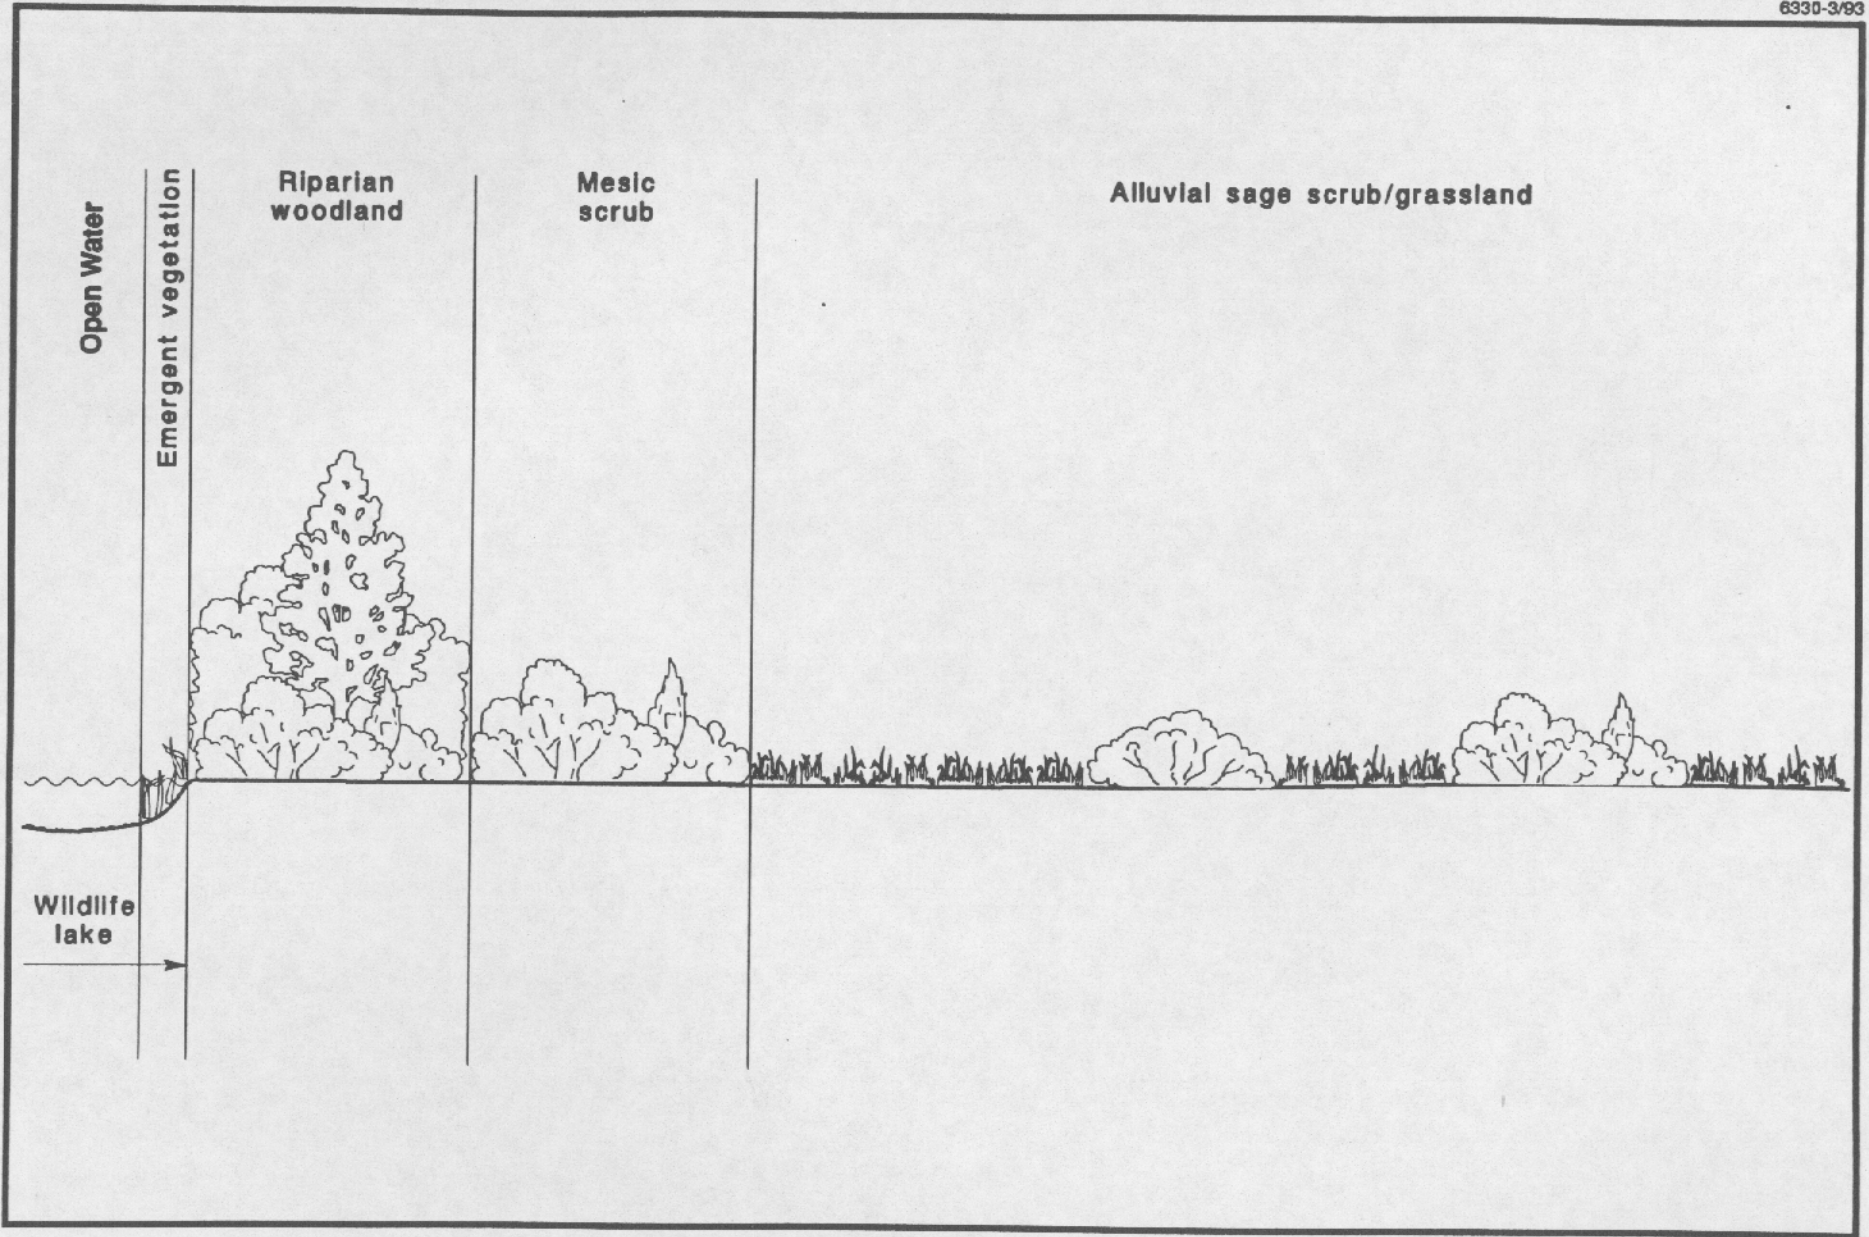 6330-3/93
Open Water
Emergent vegetation
Riparian
woodland
Mesic
scrub
Alluvial sage scrub/grassland
Wildlife
lake